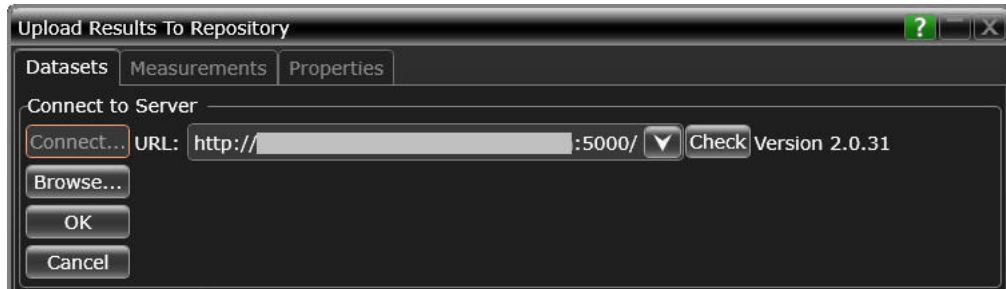 Upload Results To Repository ? X
Datasets Measurements Properties
Connect to Server
Connect... URL: http:// :5000/ Check Version 2.0.31
Browse...
OK
Cancel